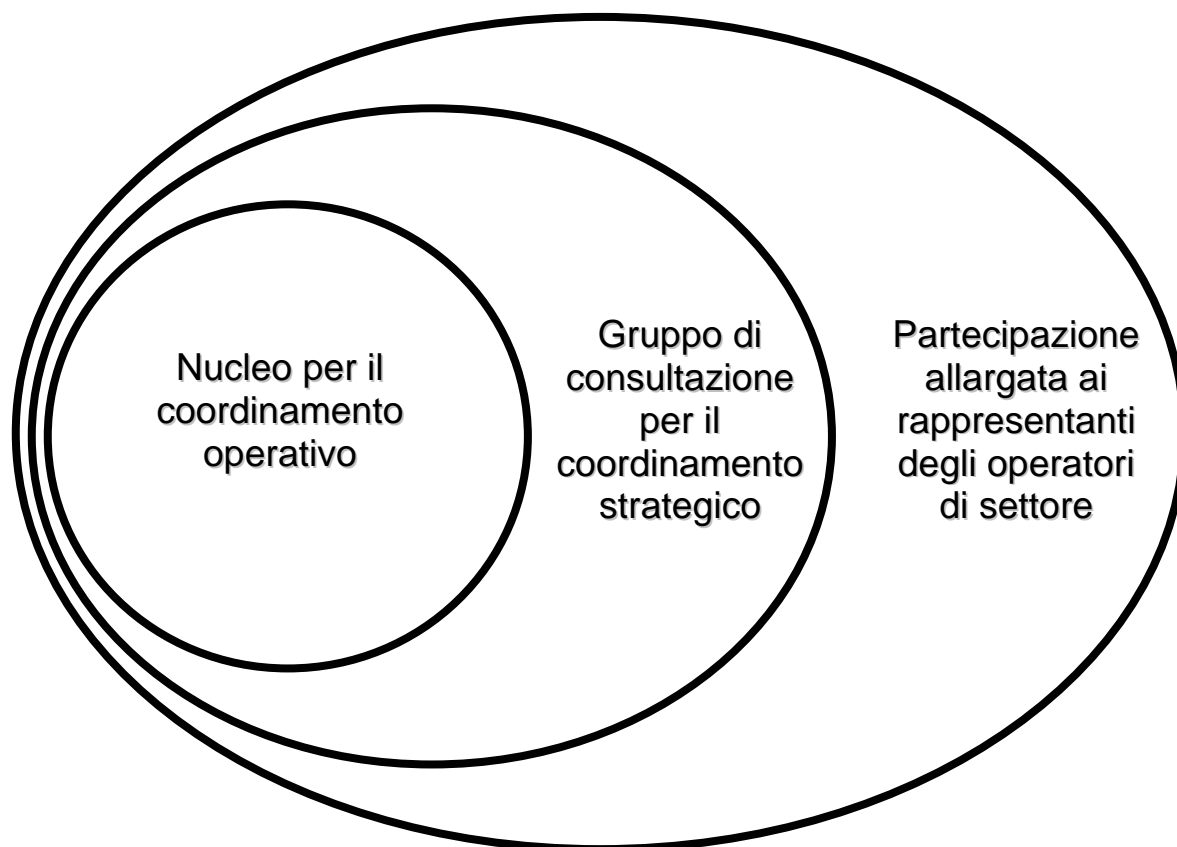 Nucleo per il
coordinamento
operativo
Gruppo di
consultazione
per il
coordinamento
strategico
Partecipazione
allargata ai
rappresentanti
degli operatori
di settore